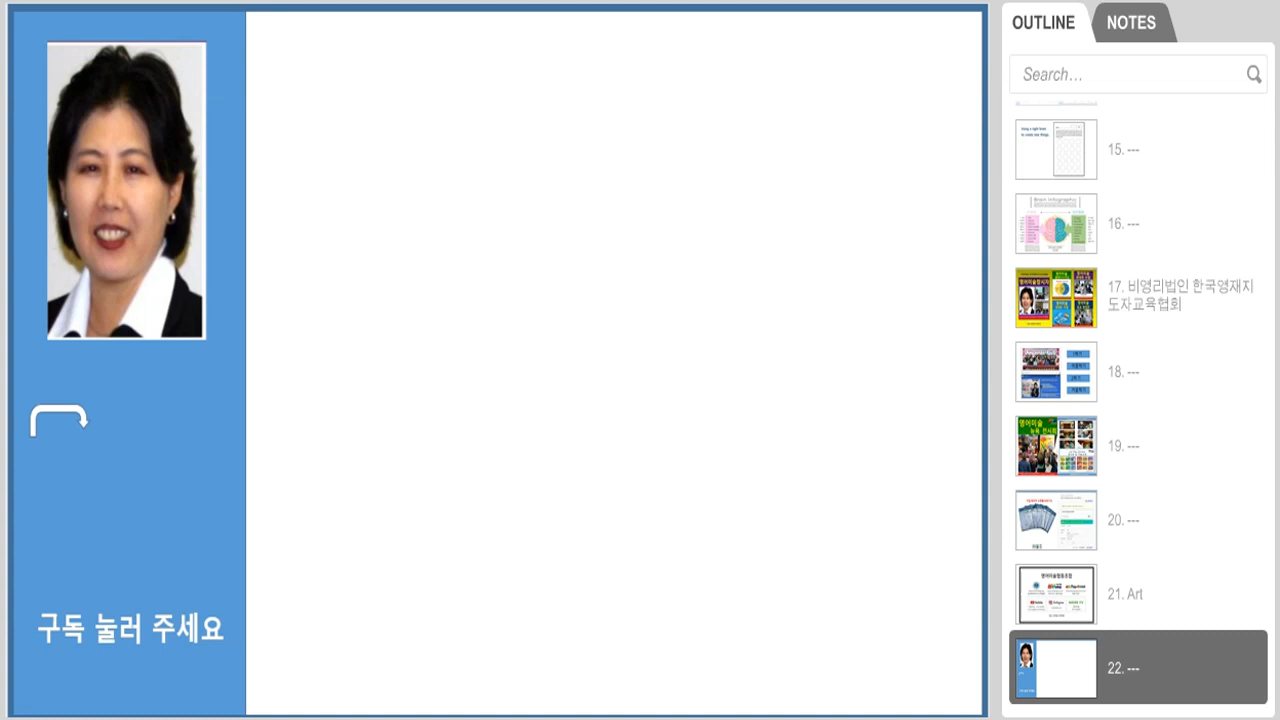 OUTLINE
NOTES
Search...
15. ---
16. ---
17. 비영리법인 한국영재지
도자교육협회
18. ---
19. ---
20. ---
21. Art
22. ---
구독 눌러 주세요